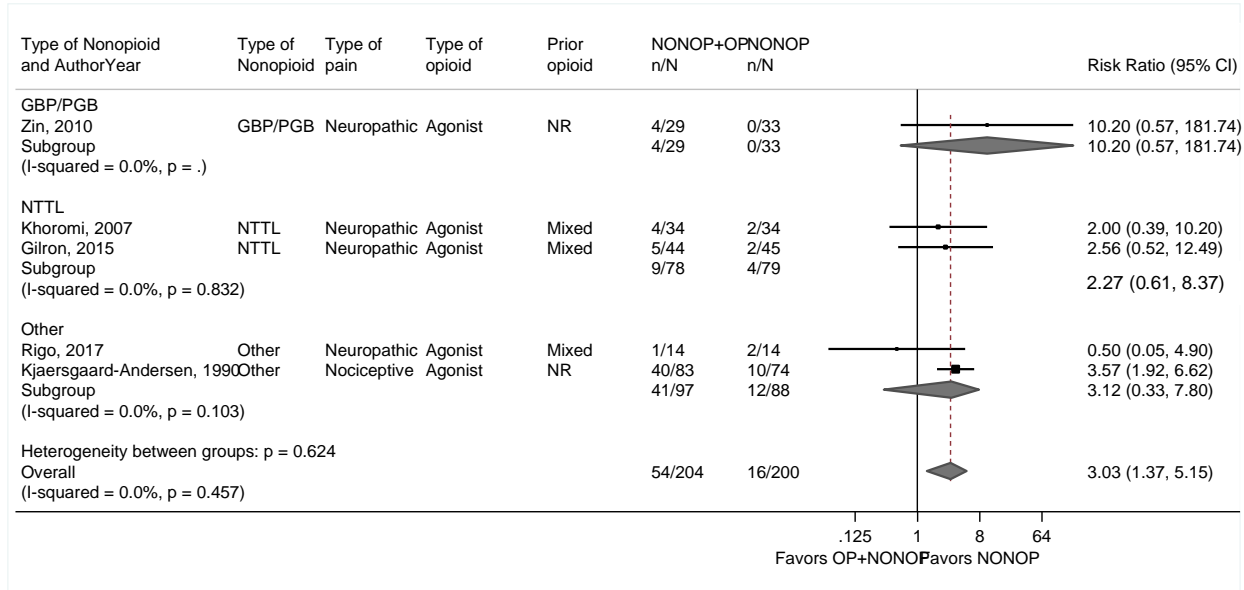 Type of Nonopioid Type of Type of Type of Prior NONOP+OPNONOP
and AuthorYear Nonopioid pain opioid opioid n/N n/N Risk Ratio (95% CI)
GBP/PGB
Zin, 2010 GBP/PGB Neuropathic Agonist NR 4/29 0/33 10.20 (0.57, 181.74)
Subgroup 4/29 0/33 10.20 (0.57, 181.74)
(I-squared = 0.0%, p = .)
NTTL
Khoromi, 2007 NTTL Neuropathic Agonist Mixed 4/34 2/34 2.00 (0.39, 10.20)
Gilron, 2015 NTTL Neuropathic Agonist Mixed 5/44 2/45 2.56 (0.52, 12.49)
Subgroup 9/78 4/79 2.27 (0.61, 8.37)
(I-squared = 0.0%, p = 0.832)
Other
Rigo, 2017 Other Neuropathic Agonist Mixed 1/14 2/14 0.50 (0.05, 4.90)
Kjaersgaard-Andersen, 1990 Other Nociceptive Agonist NR 40/83 10/74 3.57 (1.92, 6.62)
Subgroup 41/97 12/88 3.12 (0.33, 7.80)
(I-squared = 0.0%, p = 0.103)
Heterogeneity between groups: p = 0.624
Overall 54/204 16/200 3.03 (1.37, 5.15)
(I-squared = 0.0%, p = 0.457)
.125 1 8 64
Favors OP+NONOP Favors NONOP